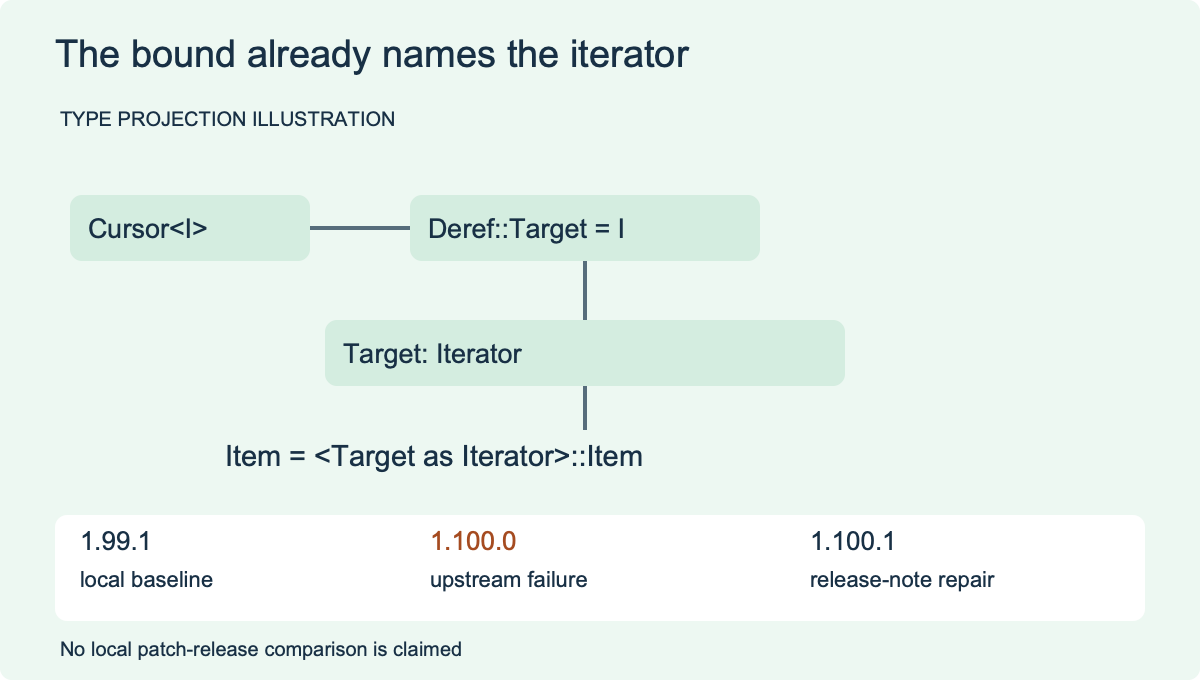 The bound already names the iterator
TYPE PROJECTION ILLUSTRATION
Cursor<I>
Deref::Target = I
Target: Iterator
Item = <Target as Iterator>::Item
1.99.1
local baseline
1.100.0
upstream failure
1.100.1
release-note repair
No local patch-release comparison is claimed